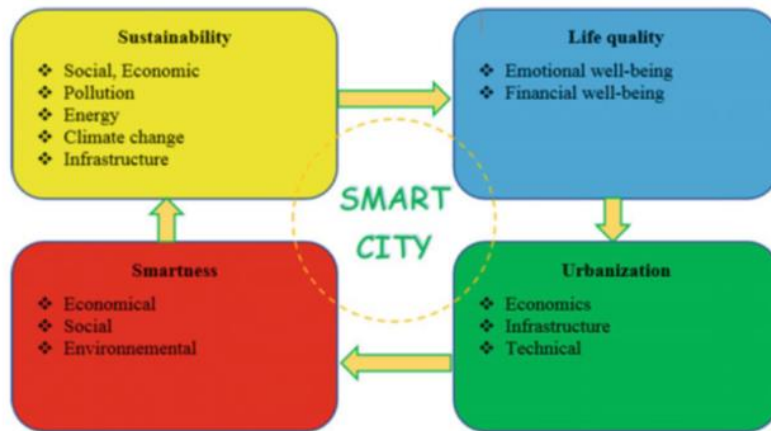 Sustainability
❖ Social, Economic
❖ Pollution
❖ Energy
❖ Climate change
❖ Infrastructure
Life quality
❖ Emotional well-being
❖ Financial well-being
SMART
CITY
Smartness
❖ Economical
❖ Social
❖ Environnemental
Urbanization
❖ Economics
❖ Infrastructure
❖ Technical